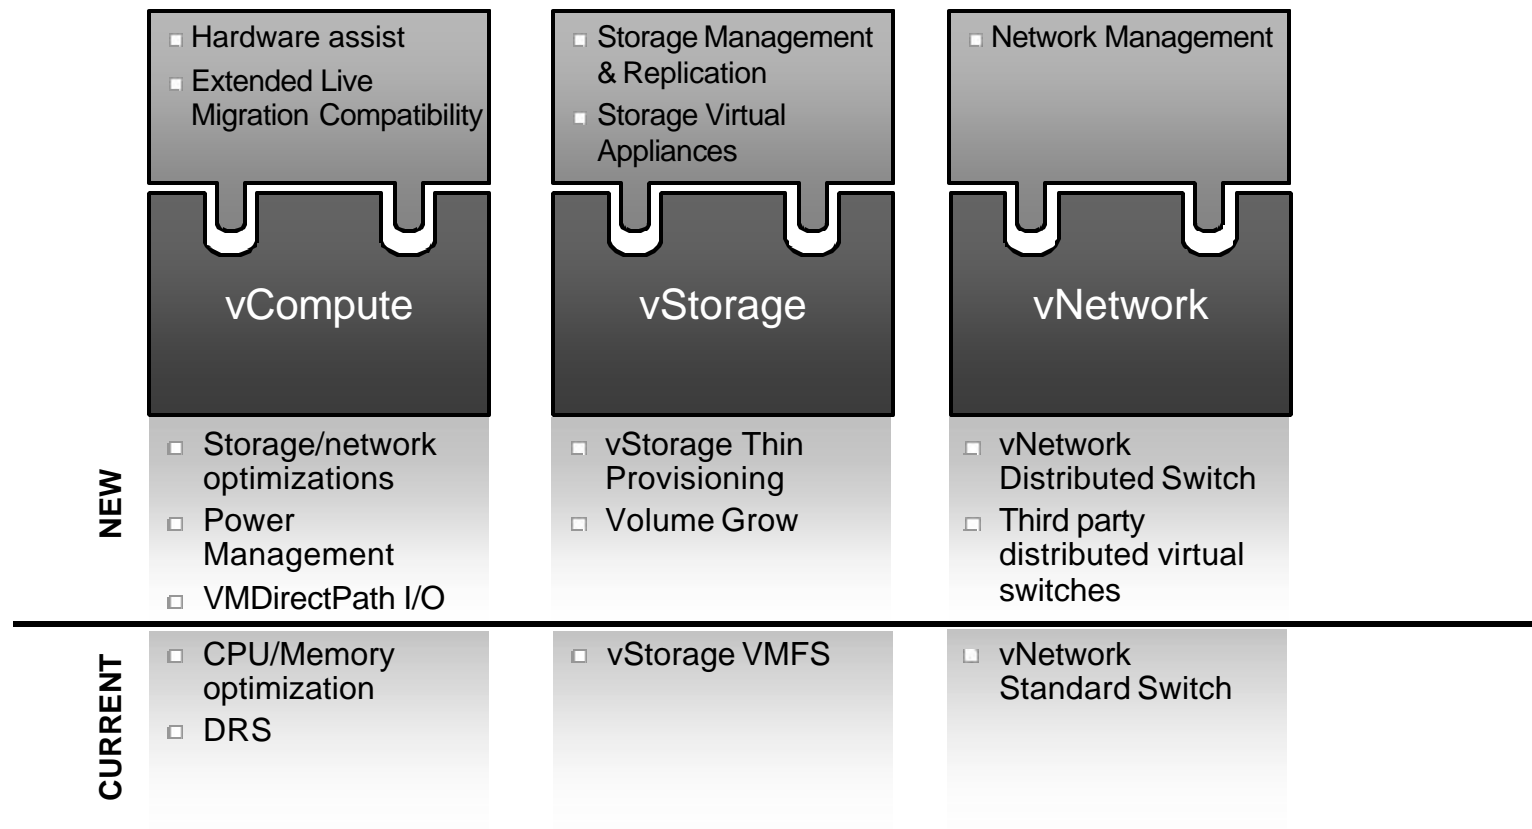 Hardware assist
Extended Live
Migration Compatibility
Storage Management
& Replication
Storage Virtual
Appliances
Network Management
vCompute
vStorage
vNetwork
NEW
Storage/network
optimizations
Power
Management
VMDirectPath I/O
vStorage Thin
Provisioning
Volume Grow
vNetwork
Distributed Switch
Third party
distributed virtual
switches
CURRENT
CPU/Memory
optimization
DRS
vStorage VMFS
vNetwork
Standard Switch